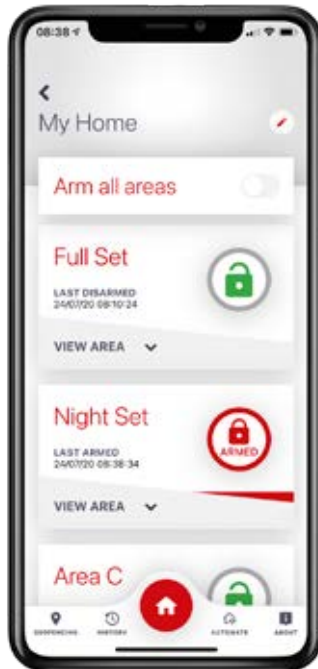 08:38
My Home
Arm all areas
Full Set
LAST DISARMED
24/07/20 08:10:24
VIEW AREA
Night Set
LAST ARMED
24/07/20 08:38:34
ARMED
VIEW AREA
Area C
GEOFENCING HISTORY AUTOMATE ABOUT